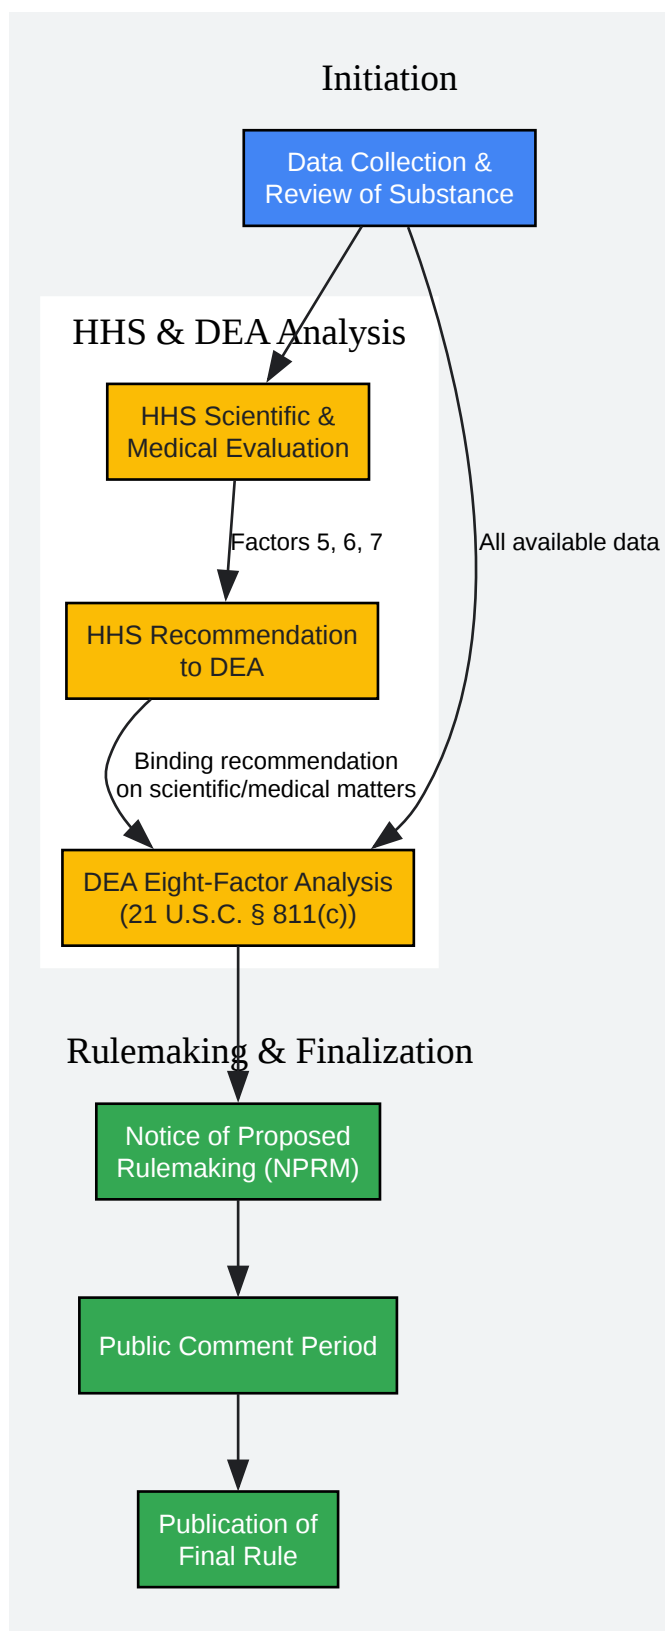 Initiation
Data Collection &
Review of Substance
HHS & DEA Analysis
HHS Scientific &
Medical Evaluation
Factors 5, 6, 7
All available data
HHS Recommendation
to DEA
Binding recommendation
on scientific/medical matters
DEA Eight-Factor Analysis
(21 U.S.C. § 811(c))
Rulemaking & Finalization
Notice of Proposed
Rulemaking (NPRM)
Public Comment Period
Publication of
Final Rule